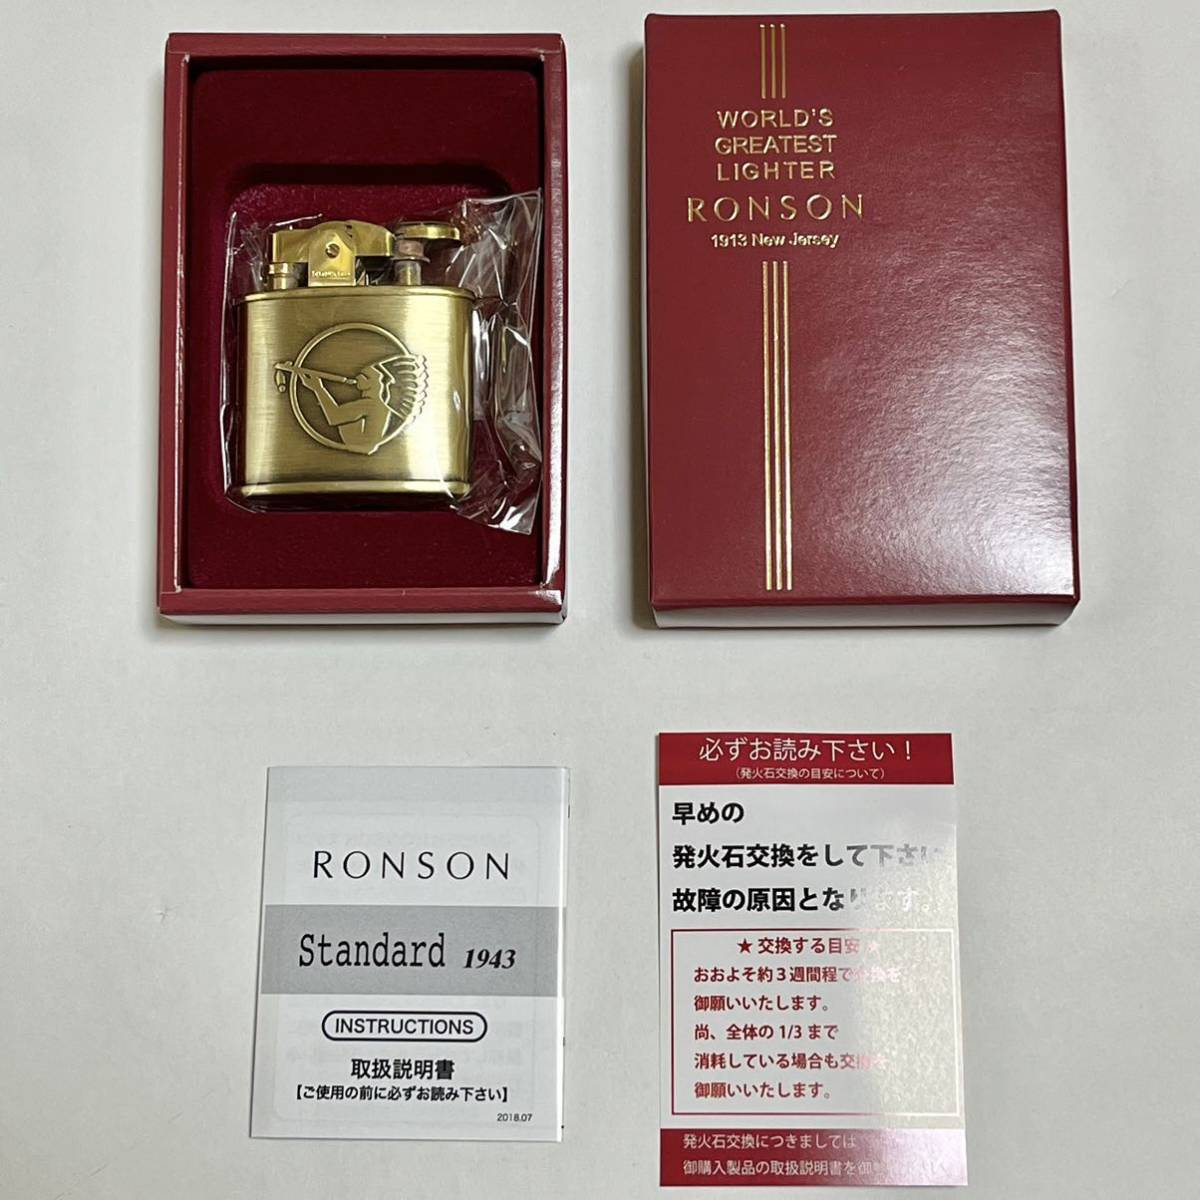 RONSON
WORLD'S
GREATEST
LIGHTER
RONSON
1913 New Jersey
RONSON
Standard 1943
INSTRUCTIONS
取扱説明書
【ご使用の前に必ずお読み下さい】
2018.07
必ずお読み下さい！
（発火石交換の目安について）
早めの
発火石交換をして下さい
故障の原因となります。
★ 交換する目安 ★
おおよそ約３週間程で交換を
御願いいたします。
尚、全体の 1/3 まで
消耗している場合も交換を
御願いいたします。
発火石交換につきましては
御購入製品の取扱説明書を御